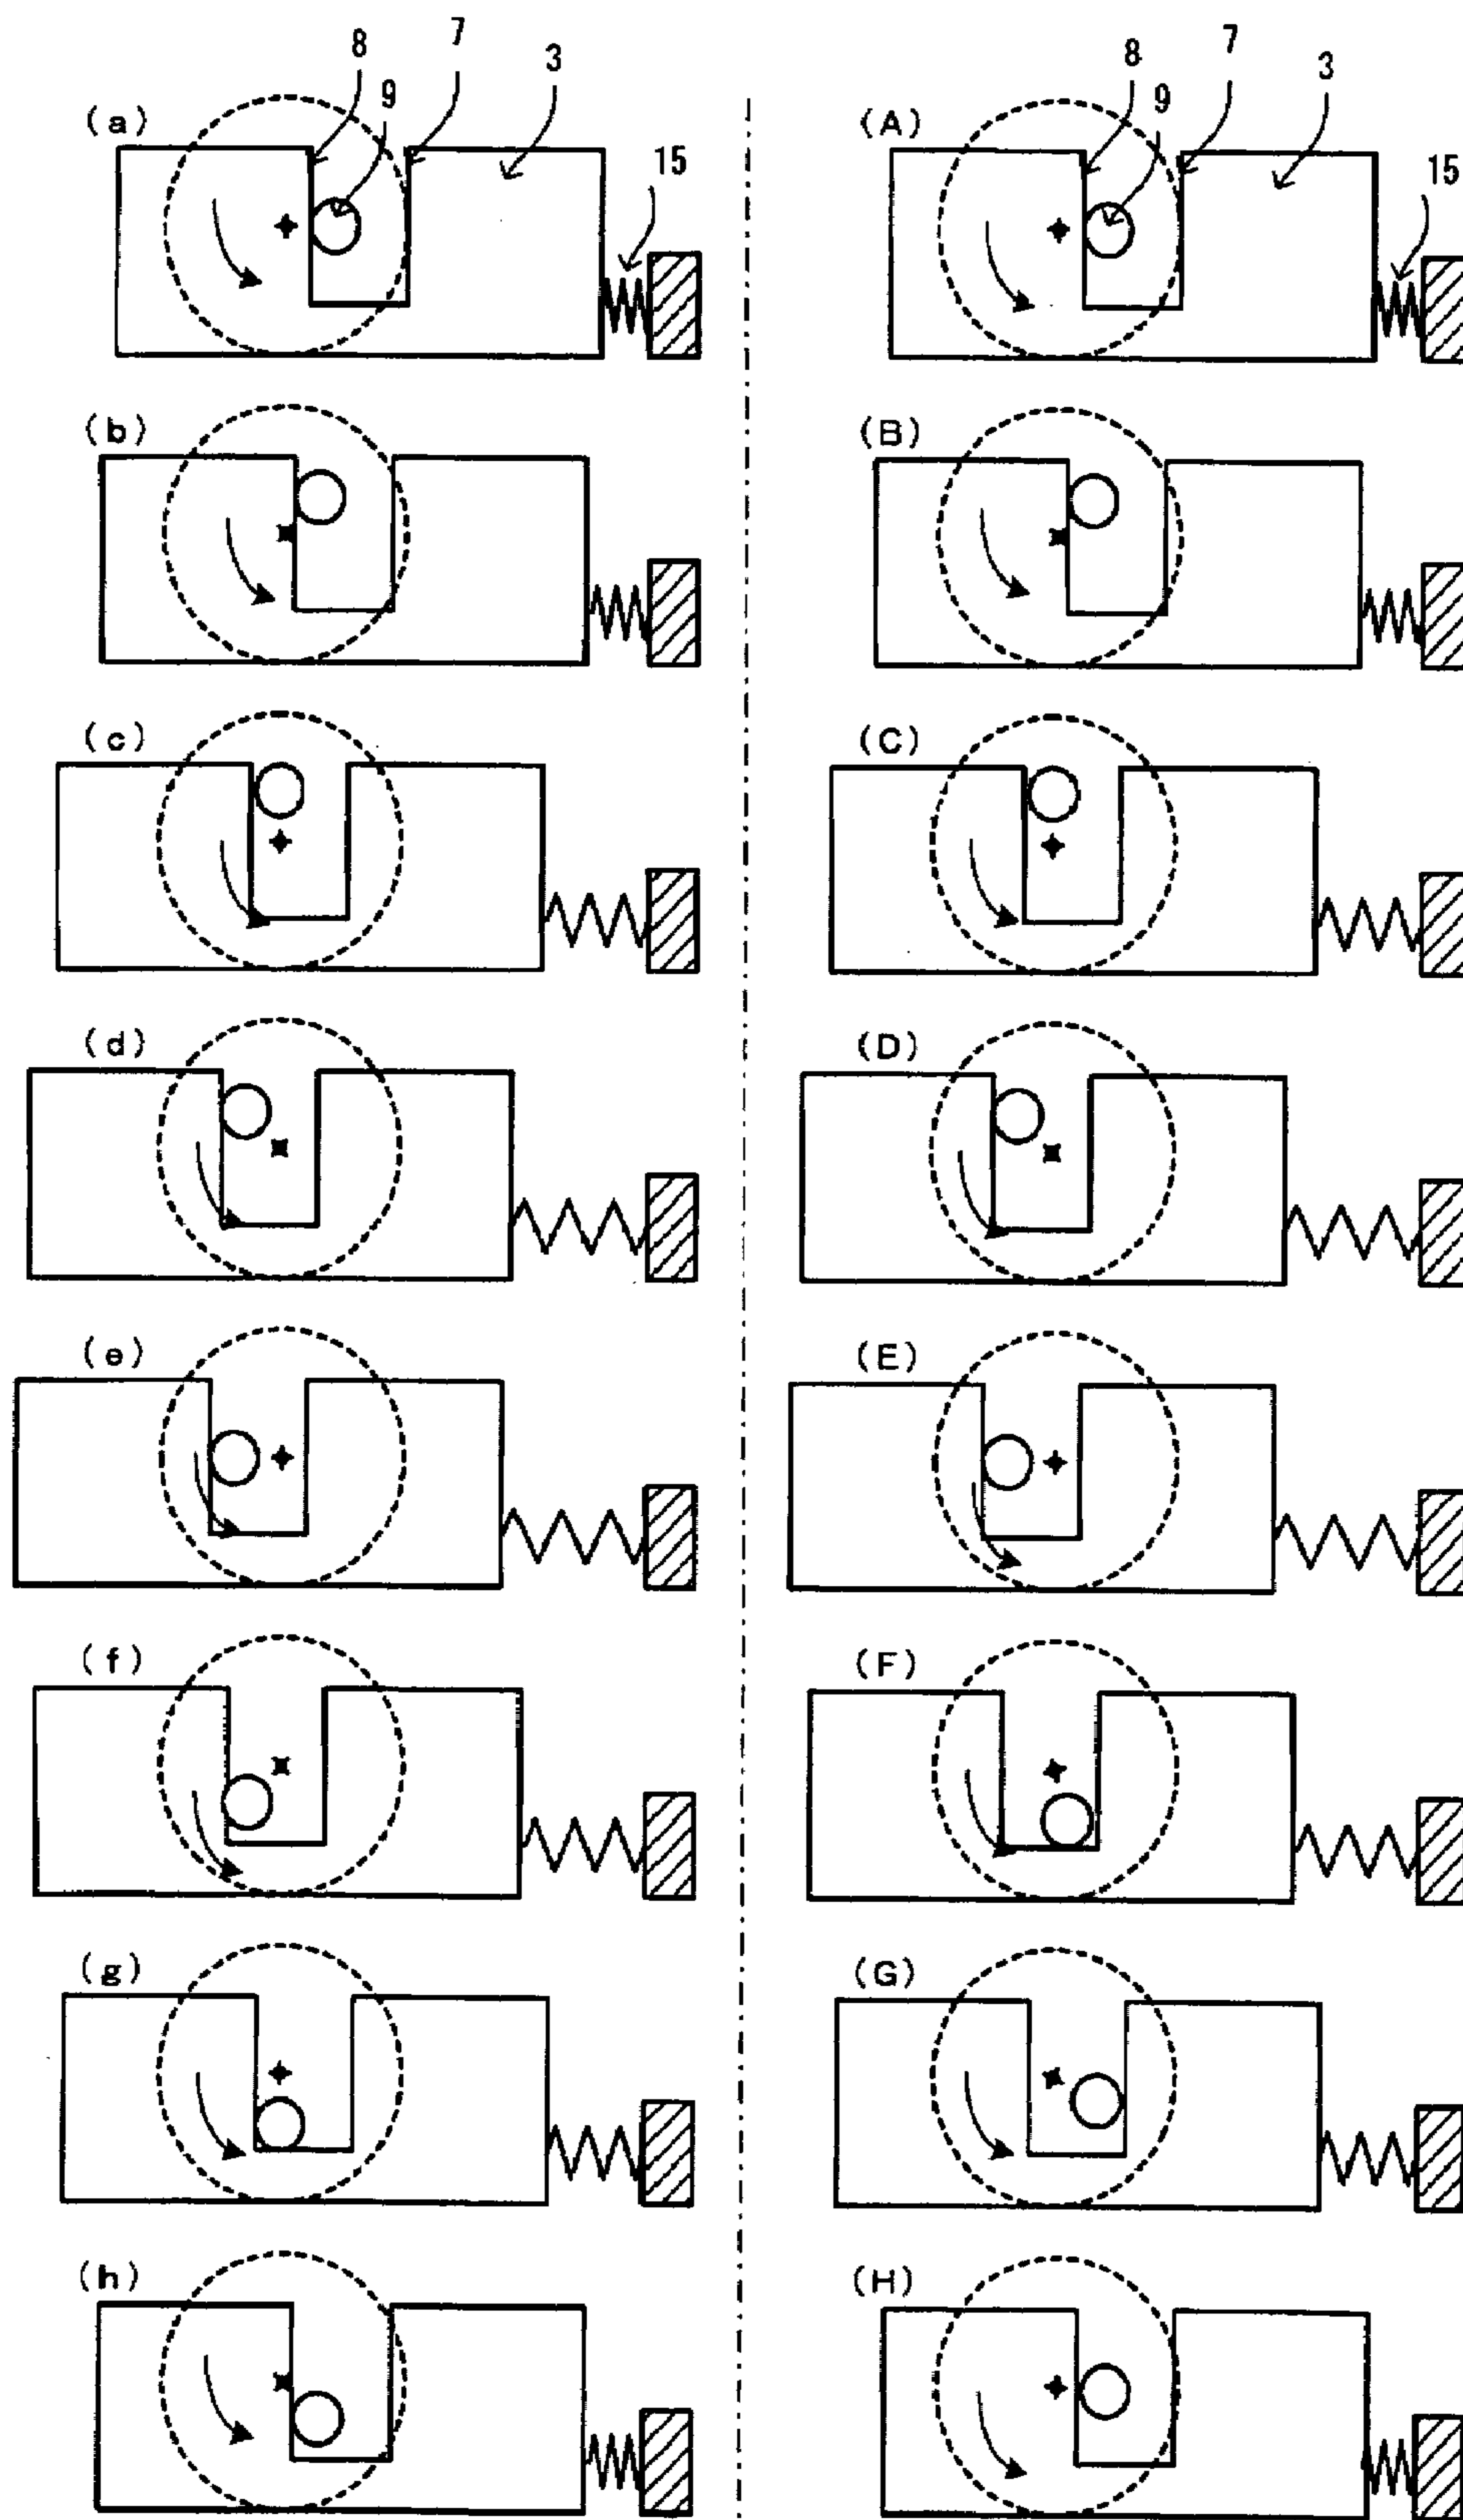 8 7 3
9
(a)
15
8 7 3
9
(A)
15
(b) (B)
(c) (C)
(d) (D)
(e) (E)
(f) (F)
(g) (G)
(h) (H)